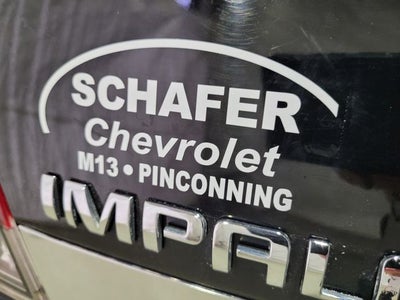 SCHAFER
Chevrolet
M13 • PINCONNING
IMPAL